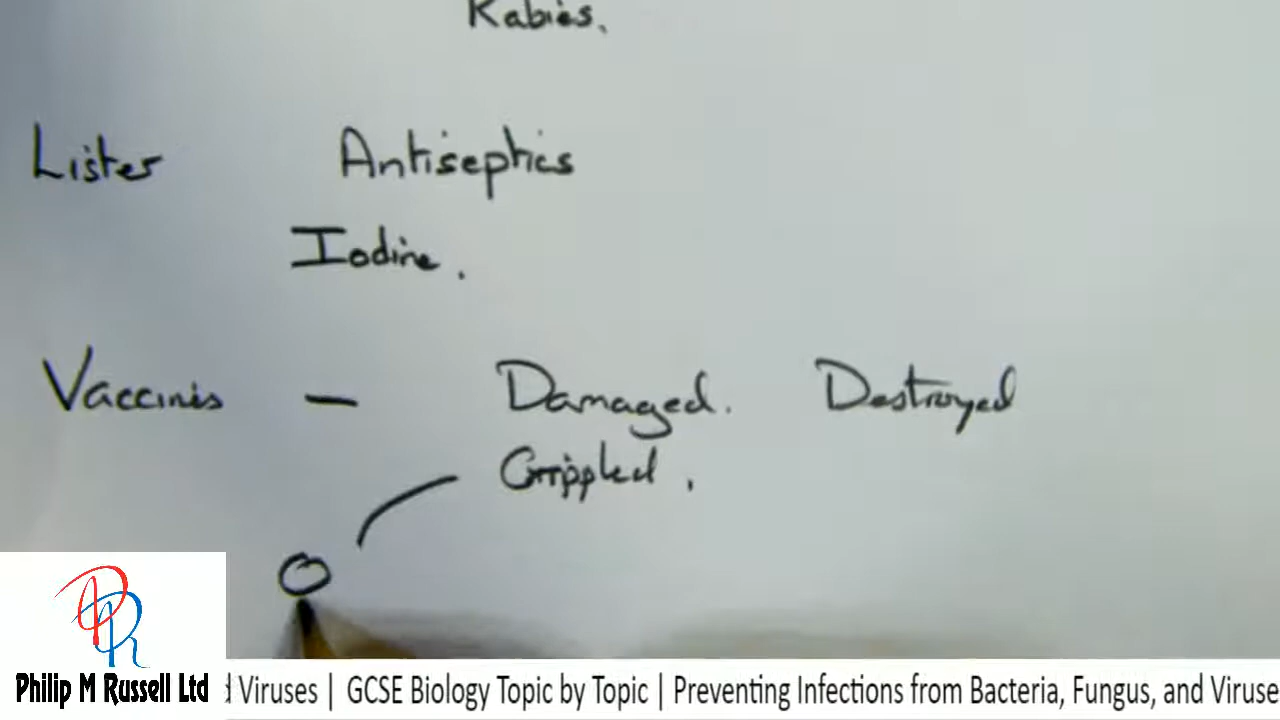 Rabies.
Lister Antiseptics
Iodine.
Vaccines — Damaged. Destroyed
Crippled.
Philip M Russell Ltd
d Viruses | GCSE Biology Topic by Topic | Preventing Infections from Bacteria, Fungus, and Viruse